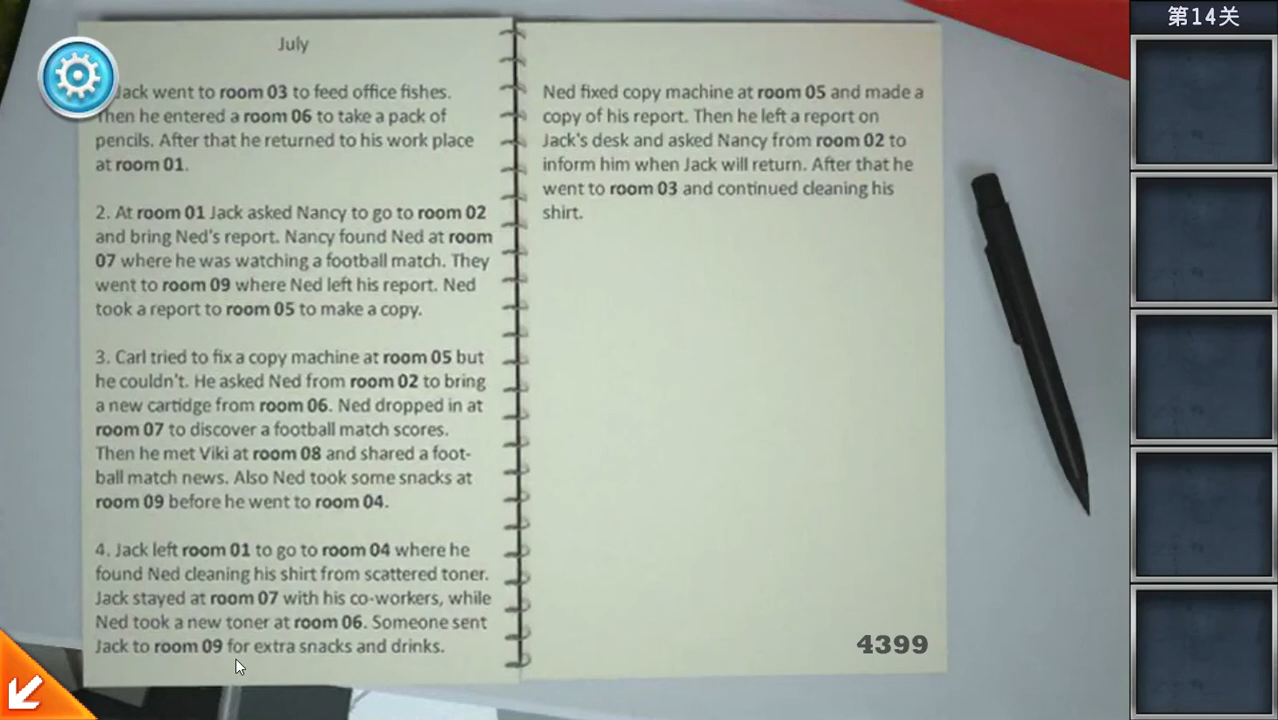 第14关
July
Jack went to room 03 to feed office fishes.
Then he entered a room 06 to take a pack of
pencils. After that he returned to his work place
at room 01.
2. At room 01 Jack asked Nancy to go to room 02
and bring Ned's report. Nancy found Ned at room
07 where he was watching a football match. They
went to room 09 where Ned left his report. Ned
took a report to room 05 to make a copy.
3. Carl tried to fix a copy machine at room 05 but
he couldn't. He asked Ned from room 02 to bring
a new cartidge from room 06. Ned dropped in at
room 07 to discover a football match scores.
Then he met Viki at room 08 and shared a foot-
ball match news. Also Ned took some snacks at
room 09 before he went to room 04.
4. Jack left room 01 to go to room 04 where he
found Ned cleaning his shirt from scattered toner.
Jack stayed at room 07 with his co-workers, while
Ned took a new toner at room 06. Someone sent
Jack to room 09 for extra snacks and drinks.
Ned fixed copy machine at room 05 and made a
copy of his report. Then he left a report on
Jack's desk and asked Nancy from room 02 to
inform him when Jack will return. After that he
went to room 03 and continued cleaning his
shirt.
4399